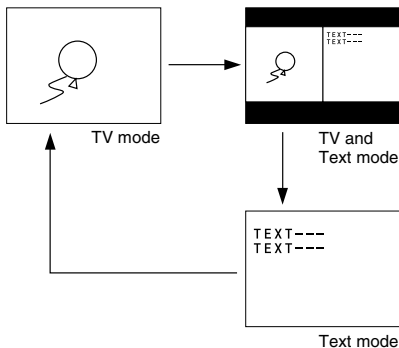 TV mode
TEXT---
TEXT---
TV and
Text mode
TEXT---
TEXT---
Text mode